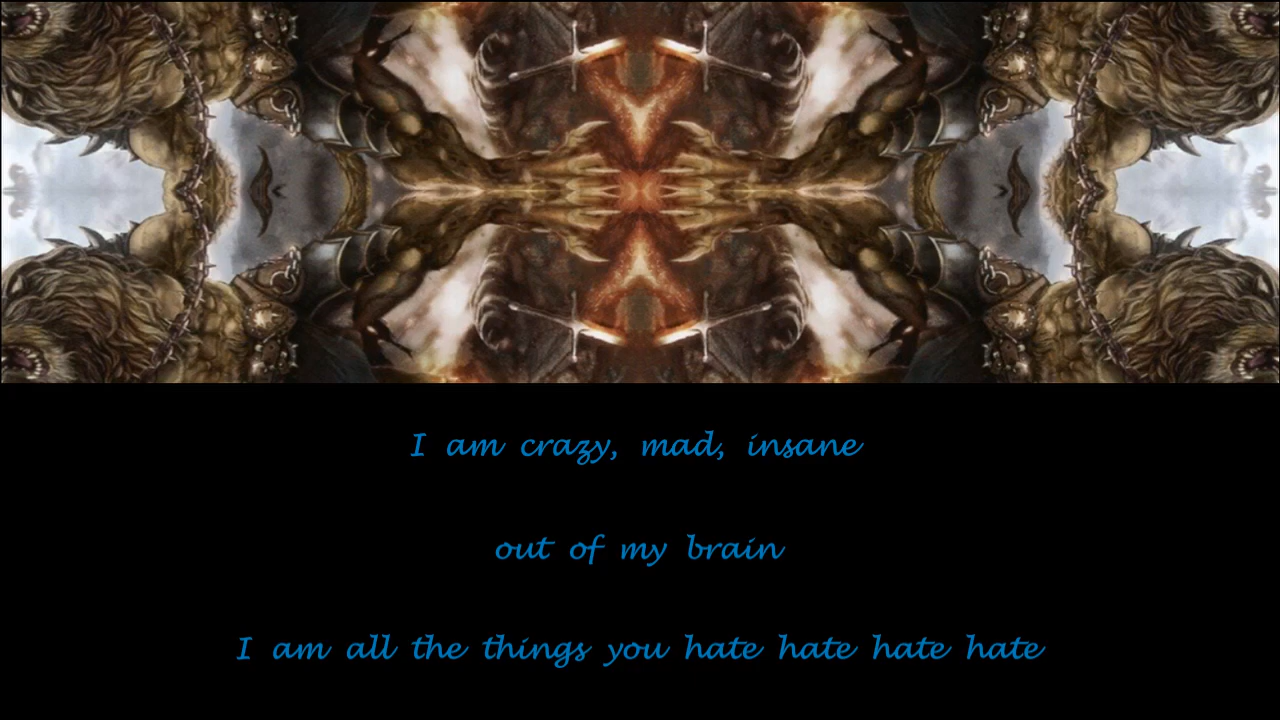 I am crazy, mad, insane
out of my brain
I am all the things you hate hate hate hate